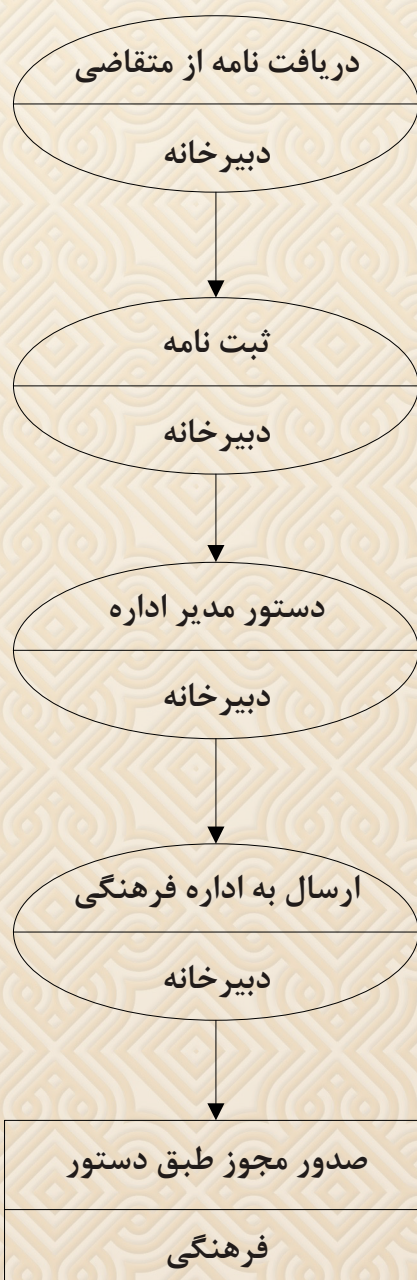 دریافت نامه از متقاضی
دبیرخانه
ثبت نامه
دبیرخانه
دستور مدیر اداره
دبیرخانه
ارسال به اداره فرهنگی
دبیرخانه
صدور مجوز طبق دستور
فرهنگی